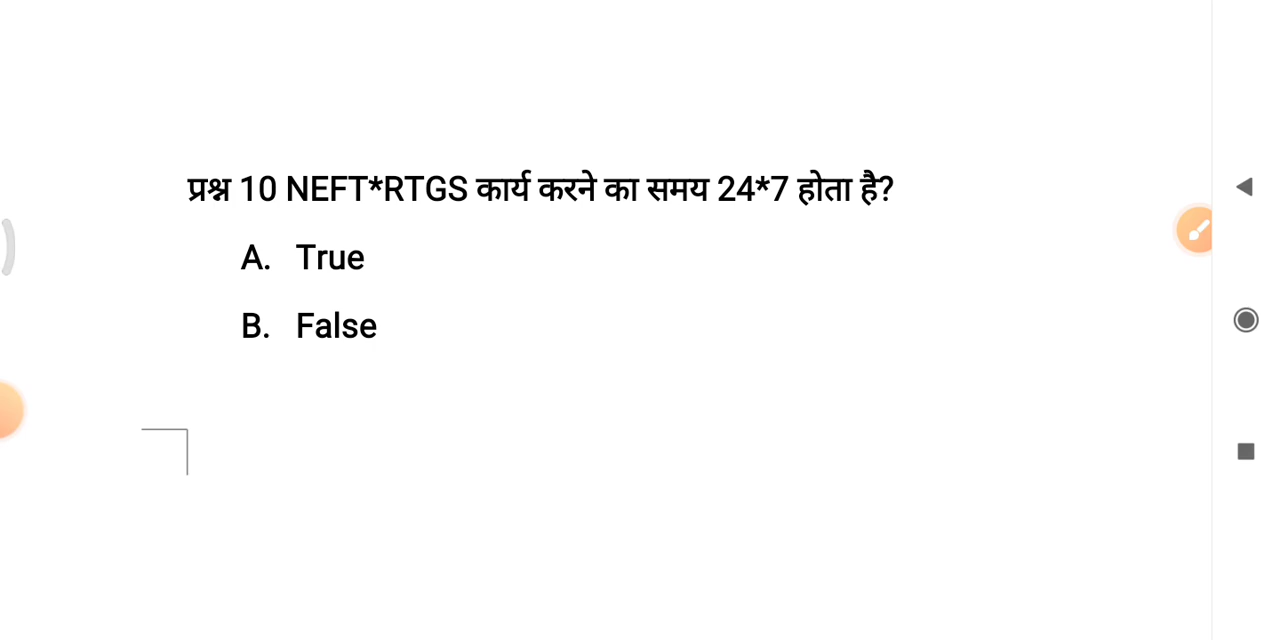 प्रश्न 10 NEFT*RTGS कार्य करने का समय 24*7 होता है?
A. True
B. False